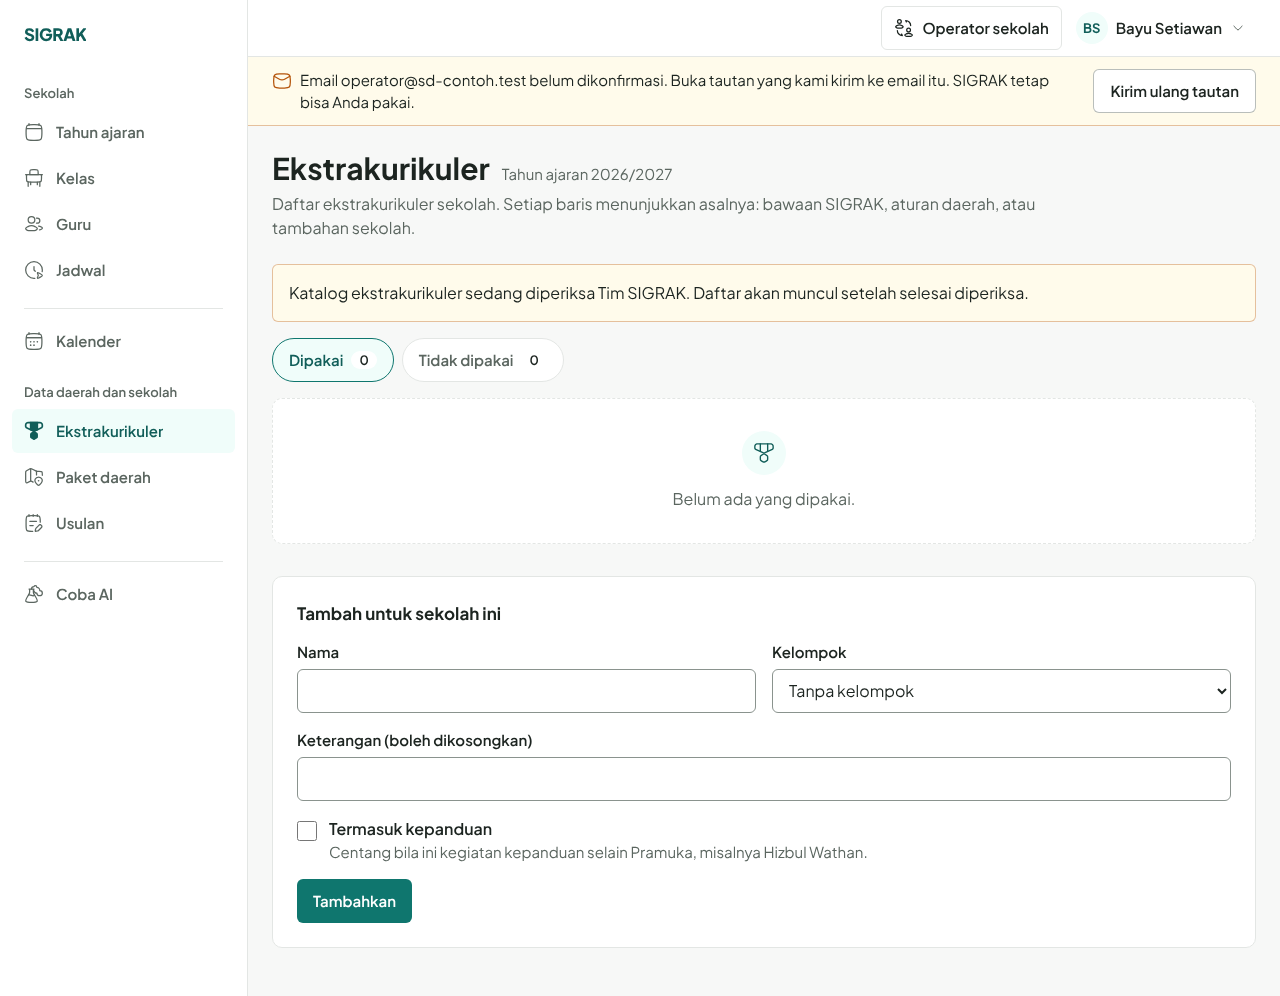 SIGRAK
Operator sekolah
BS
Bayu Setiawan
Sekolah
Tahun ajaran
Kelas
Guru
Jadwal
Kalender
Data daerah dan sekolah
Ekstrakurikuler
Paket daerah
Usulan
Coba AI
Email operator@sd-contoh.test belum dikonfirmasi. Buka tautan yang kami kirim ke email itu. SIGRAK tetap
bisa Anda pakai.
Kirim ulang tautan
Ekstrakurikuler Tahun ajaran 2026/2027
Daftar ekstrakurikuler sekolah. Setiap baris menunjukkan asalnya: bawaan SIGRAK, aturan daerah, atau
tambahan sekolah.
Katalog ekstrakurikuler sedang diperiksa Tim SIGRAK. Daftar akan muncul setelah selesai diperiksa.
Dipakai 0
Tidak dipakai 0
Belum ada yang dipakai.
Tambah untuk sekolah ini
Nama
Kelompok
Tanpa kelompok
Keterangan (boleh dikosongkan)
Termasuk kepanduan
Centang bila ini kegiatan kepanduan selain Pramuka, misalnya Hizbul Wathan.
Tambahkan